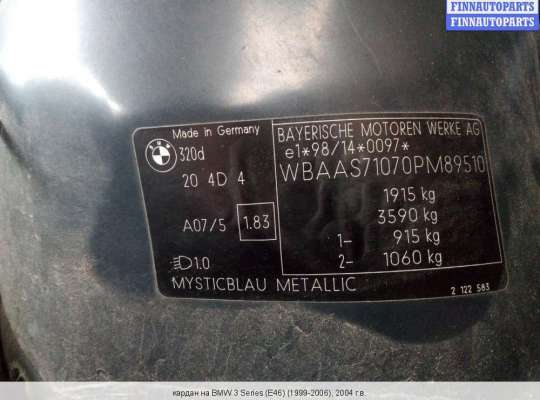 FINNAUTOPARTS
FINNAUTOPARTS
Made in Germany
BMW
320d
20 4D 4
A07/5 1.83
1.0
MYSTICBLAU METALLIC
BAYERISCHE MOTOREN WERKE AG
e1*98/14*0097*
WBAAS71070PM89510
1915 kg
3590 kg
1- 915 kg
2- 1060 kg
2 122 583
кардан на BMW 3 Series (E46) (1999-2006), 2004 г.в.